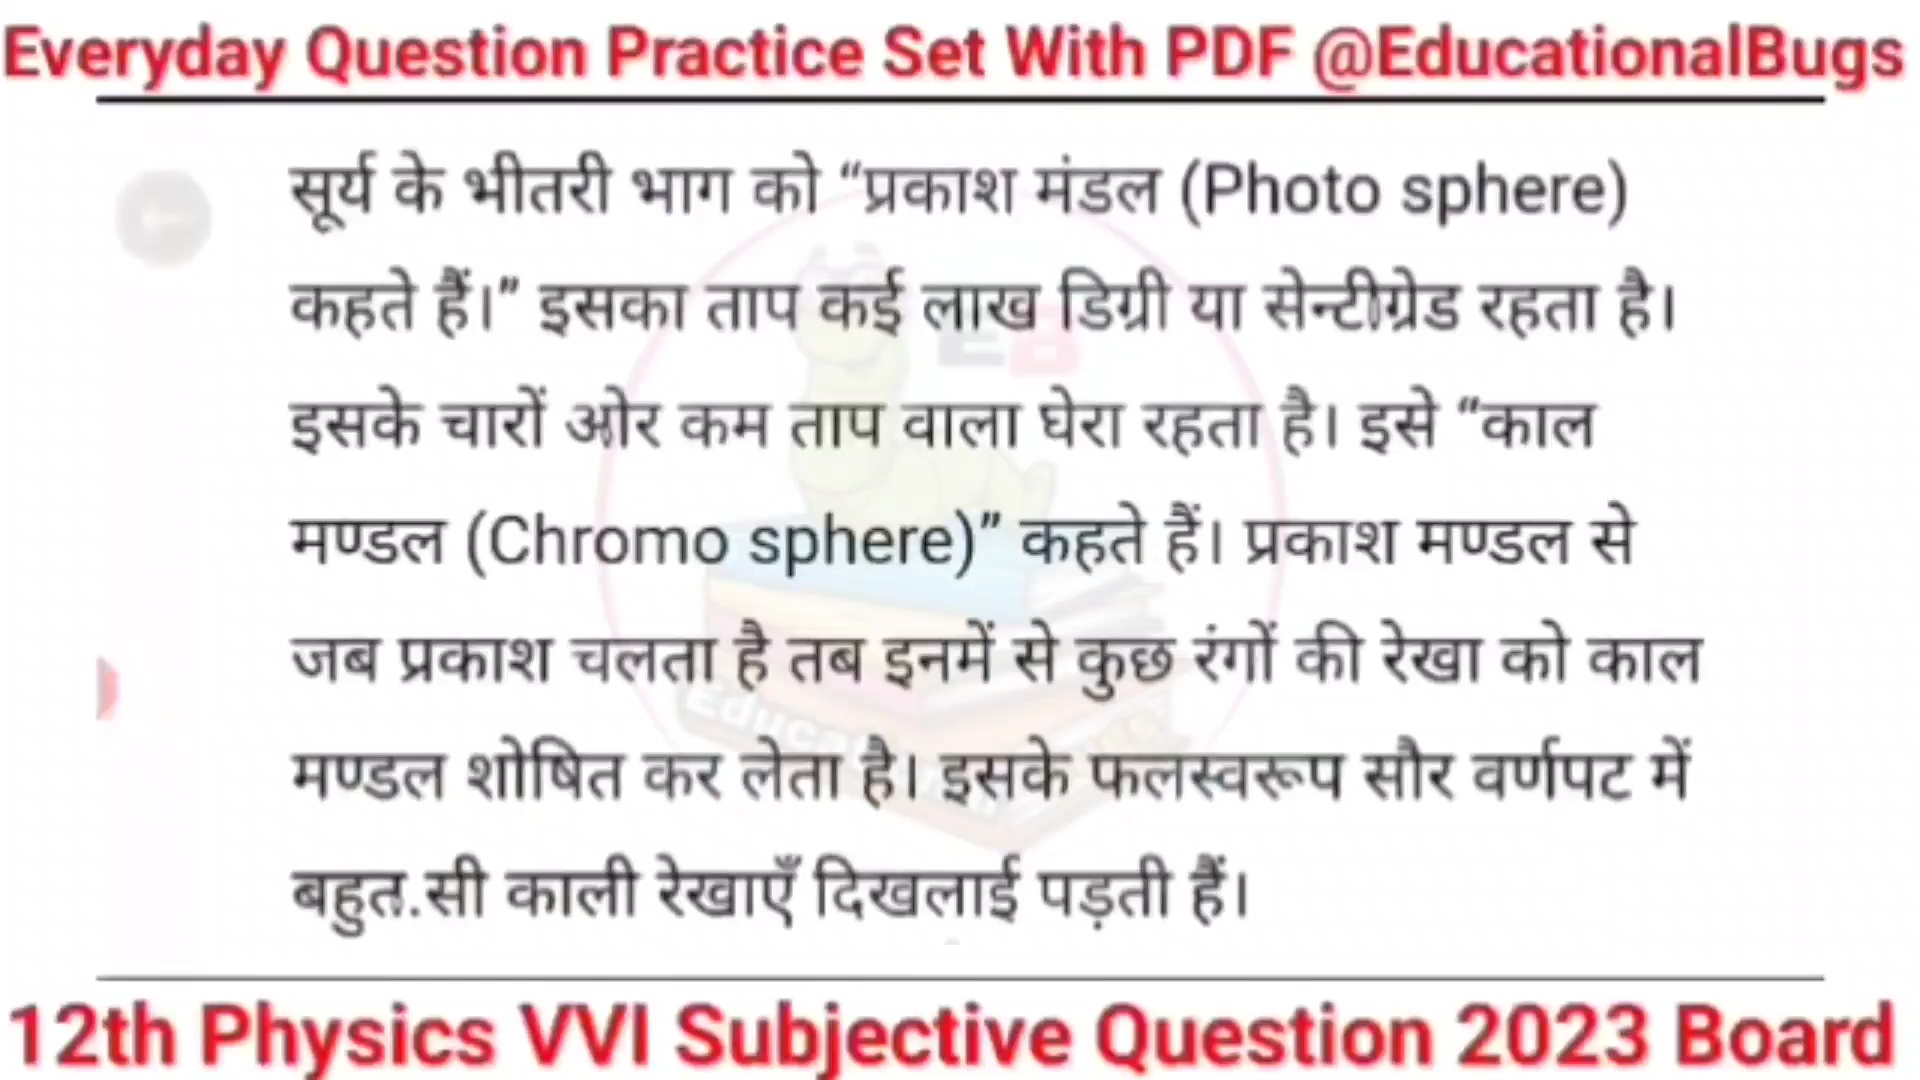 Everyday Question Practice Set With PDF @EducationalBugs
सूर्य के भीतरी भाग को “प्रकाश मंडल (Photo sphere)
कहते हैं।” इसका ताप कई लाख डिग्री या सेन्टीग्रेड रहता है।
इसके चारों ओर कम ताप वाला घेरा रहता है। इसे “काल
मण्डल (Chromo sphere)” कहते हैं। प्रकाश मण्डल से
जब प्रकाश चलता है तब इनमें से कुछ रंगों की रेखा को काल
मण्डल शोषित कर लेता है। इसके फलस्वरूप सौर वर्णपट में
बहुत.सी काली रेखाएँ दिखलाई पड़ती हैं।
EB
12th Physics VVI Subjective Question 2023 Board